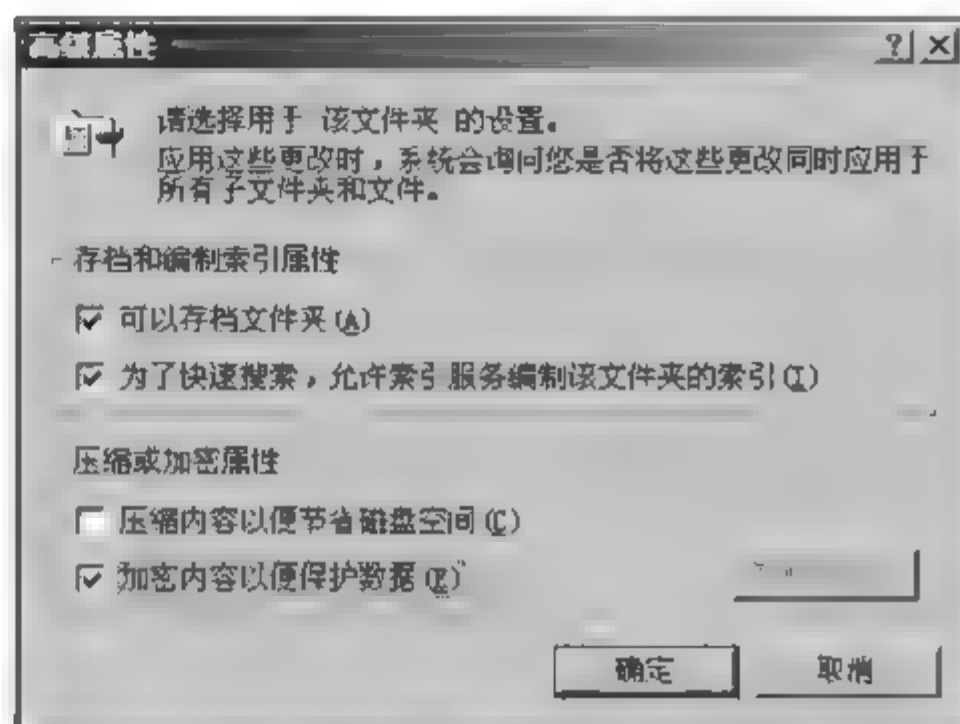 高级属性
请选择用于 该文件夹 的设置。
应用这些更改时，系统会询问您是否将这些更改同时应用于
所有子文件夹和文件。
存档和编制索引属性
可以存档文件夹(A)
为了快速搜索，允许索引服务编制该文件夹的索引(I)
压缩或加密属性
压缩内容以便节省磁盘空间(C)
加密内容以便保护数据(E)
确定
取消